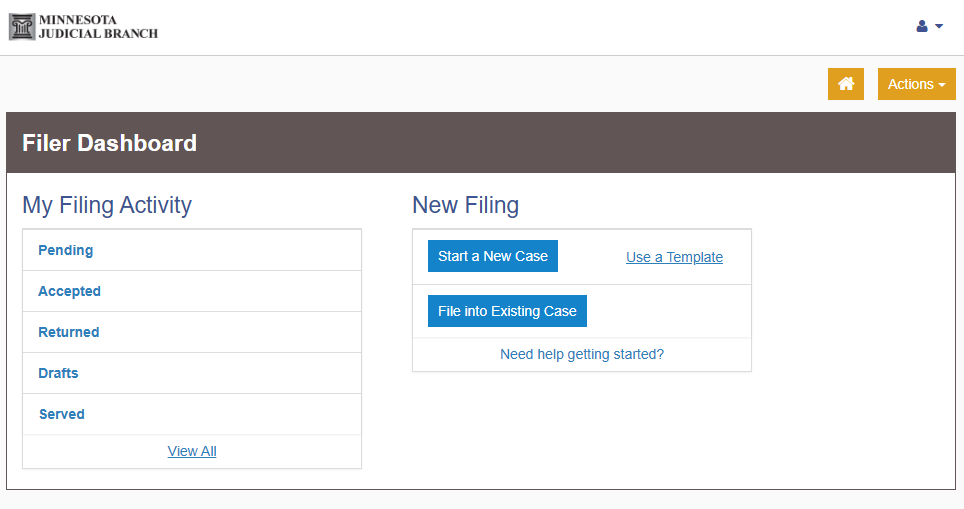 MINNESOTA
JUDICIAL BRANCH
Actions
Filer Dashboard
My Filing Activity
Pending
Accepted
Returned
Drafts
Served
View All
New Filing
Start a New Case
Use a Template
File into Existing Case
Need help getting started?